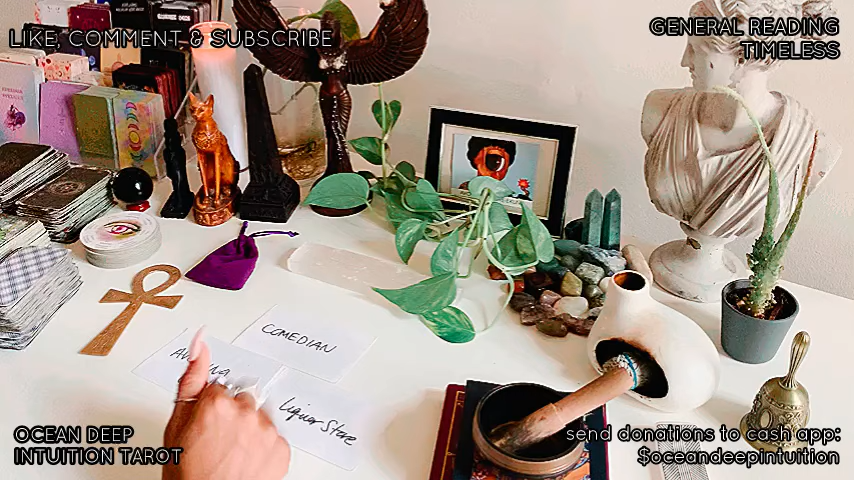 LIKE, COMMENT & SUBSCRIBE
GENERAL READING
TIMELESS
COMEDIAN
Liquor Store
OCEAN DEEP
INTUITION TAROT
send donations to cash app:
$oceandeepintuition